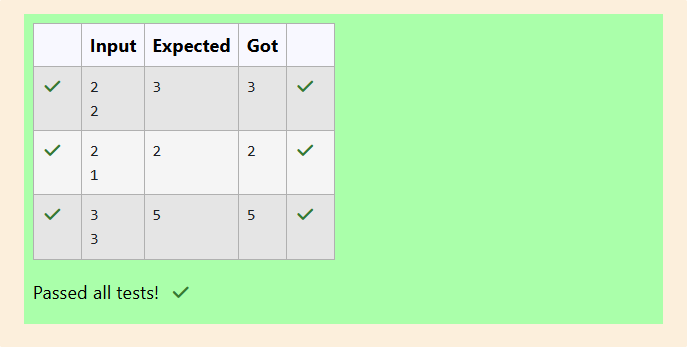 Input Expected Got
2 3 3
2
2 2 2
1
3 5 5
3
Passed all tests!